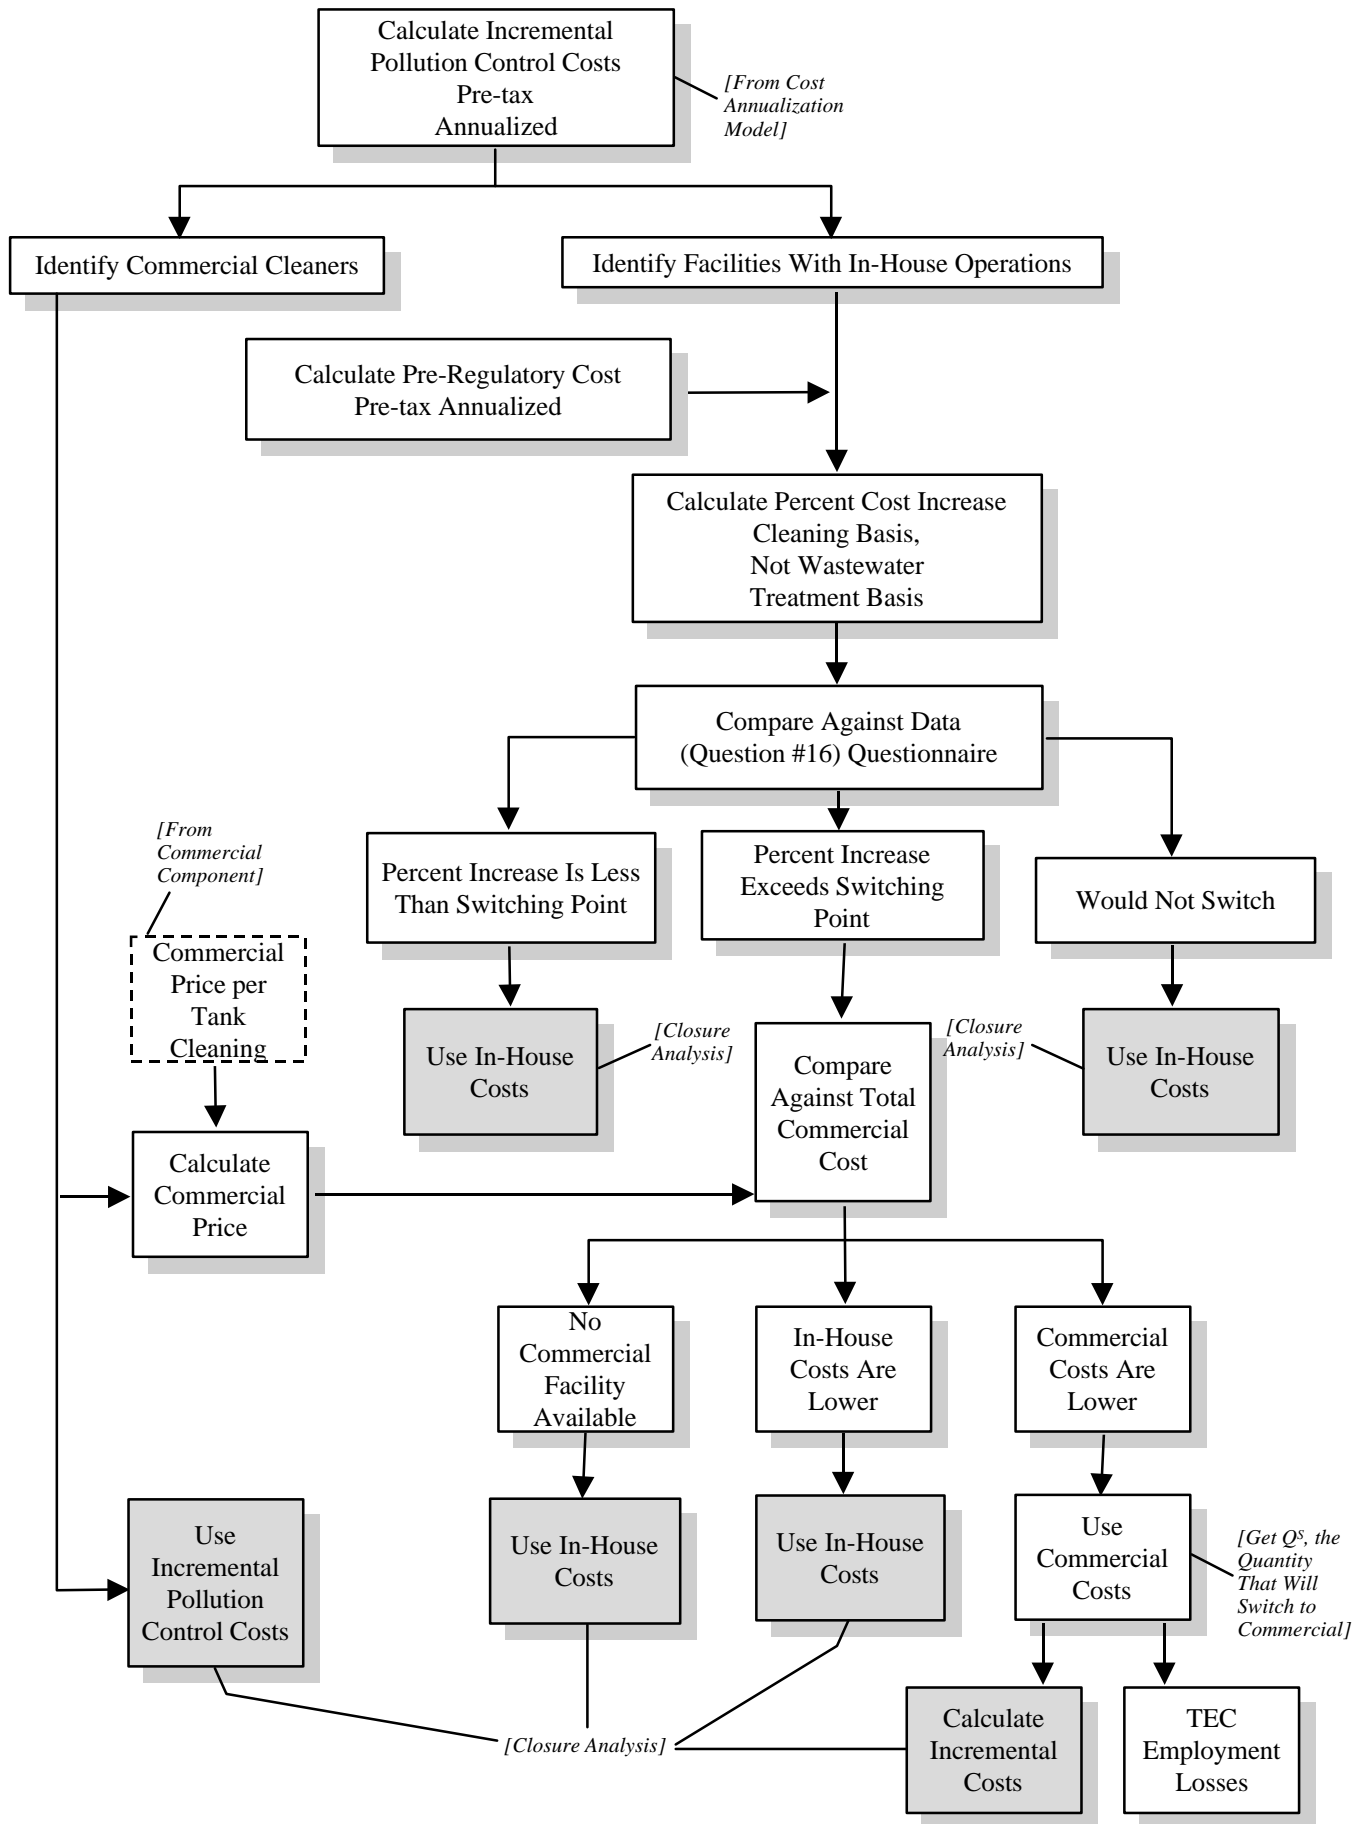 Calculate Incremental
Pollution Control Costs
Pre-tax
Annualized
[From Cost
Annualization
Model]
Identify Commercial Cleaners
Identify Facilities With In-House Operations
Calculate Pre-Regulatory Cost
Pre-tax Annualized
Calculate Percent Cost Increase
Cleaning Basis,
Not Wastewater
Treatment Basis
Compare Against Data
(Question #16) Questionnaire
[From
Commercial
Component]
Percent Increase Is Less
Than Switching Point
Percent Increase
Exceeds Switching
Point
Would Not Switch
Commercial
Price per
Tank
Cleaning
Use In-House
Costs
[Closure
Analysis]
Compare
Against Total
Commercial
Cost
[Closure
Analysis]
Use In-House
Costs
Calculate
Commercial
Price
No
Commercial
Facility
Available
In-House
Costs Are
Lower
Commercial
Costs Are
Lower
Use
Incremental
Pollution
Control Costs
Use In-House
Costs
Use In-House
Costs
Use
Commercial
Costs
[Get Qˢ, the
Quantity
That Will
Switch to
Commercial]
[Closure Analysis]
Calculate
Incremental
Costs
TEC
Employment
Losses